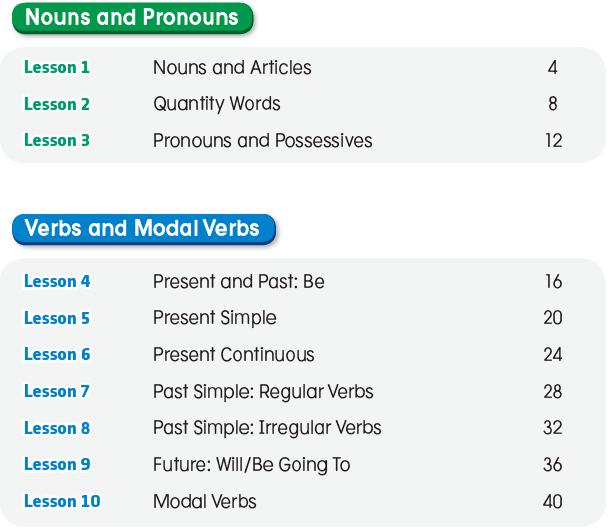 Nouns and Pronouns
Lesson 1 Nouns and Articles 4
Lesson 2 Quantity Words 8
Lesson 3 Pronouns and Possessives 12
Verbs and Modal Verbs
Lesson 4 Present and Past: Be 16
Lesson 5 Present Simple 20
Lesson 6 Present Continuous 24
Lesson 7 Past Simple: Regular Verbs 28
Lesson 8 Past Simple: Irregular Verbs 32
Lesson 9 Future: Will/Be Going To 36
Lesson 10 Modal Verbs 40